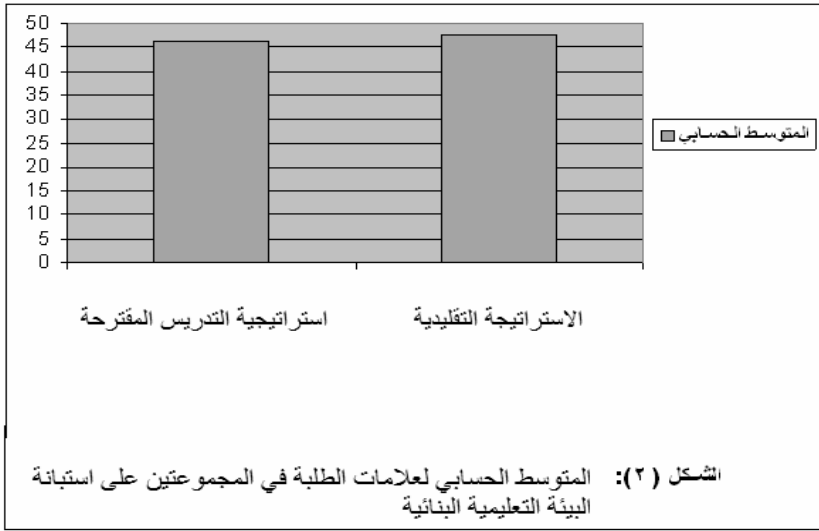 50
45
40
35
30
25
20
15
10
5
0
المتوسط الحسابي
استراتيجية التدريس المقترحة
الاستراتيجة التقليدية
الشكل (٢): المتوسط الحسابي لعلامات الطلبة في المجموعتين على استبانة
البيئة التعليمية البنائية